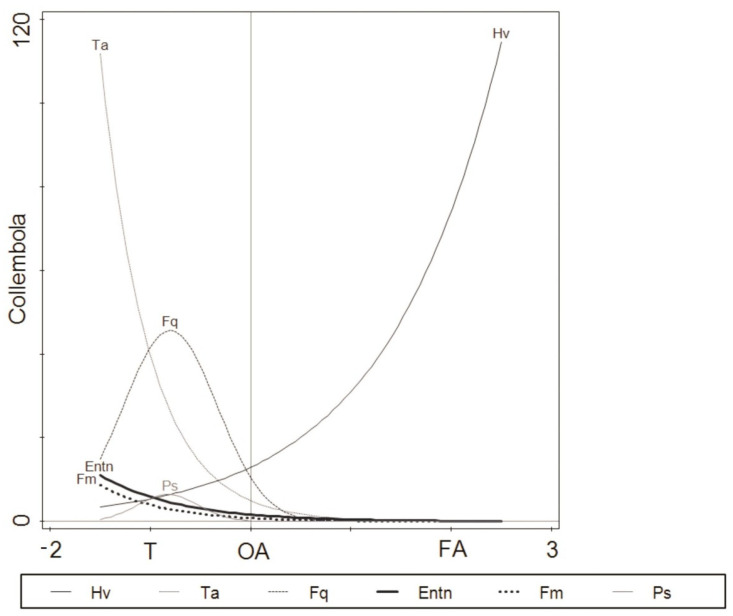 120
Hv
Ta
Collembola
Fq
Entn
Fm
Ps
0
-2 T OA FA 3
Hv Ta Fq Entn Fm Ps